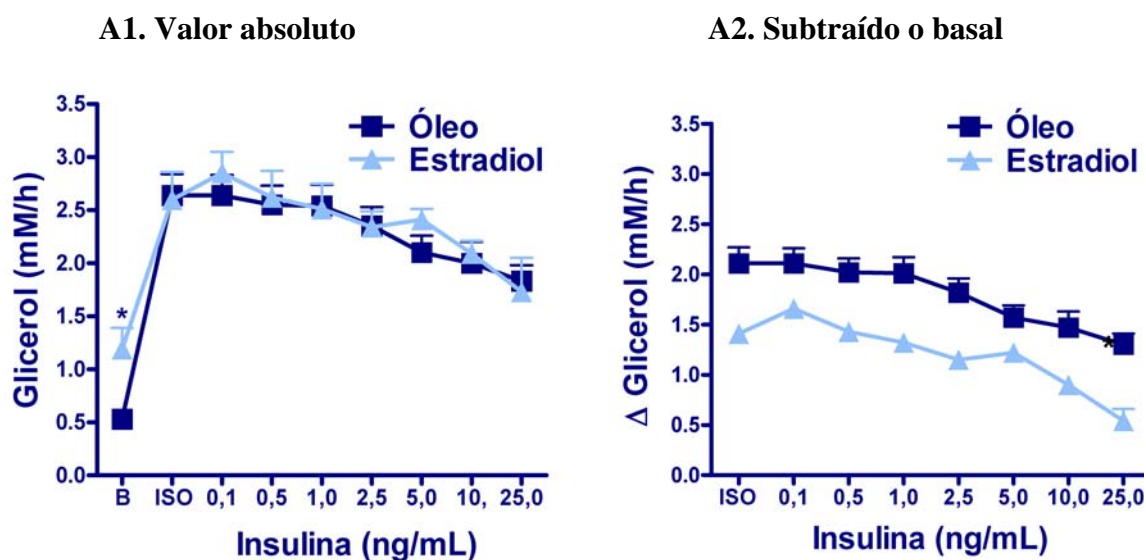 A1. Valor absoluto
A2. Subtraído o basal
Glicerol (mM/h)
3.5
3.0
2.5
2.0
1.5
1.0
0.5
0.0
Óleo
Estradiol
*
B ISO 0,1 0,5 1,0 2,5 5,0 10, 25,0
Insulina (ng/mL)
Δ Glicerol (mM/h)
3.5
3.0
2.5
2.0
1.5
1.0
0.5
0.0
Óleo
Estradiol
*
ISO 0,1 0,5 1,0 2,5 5,0 10,0 25,0
Insulina (ng/mL)